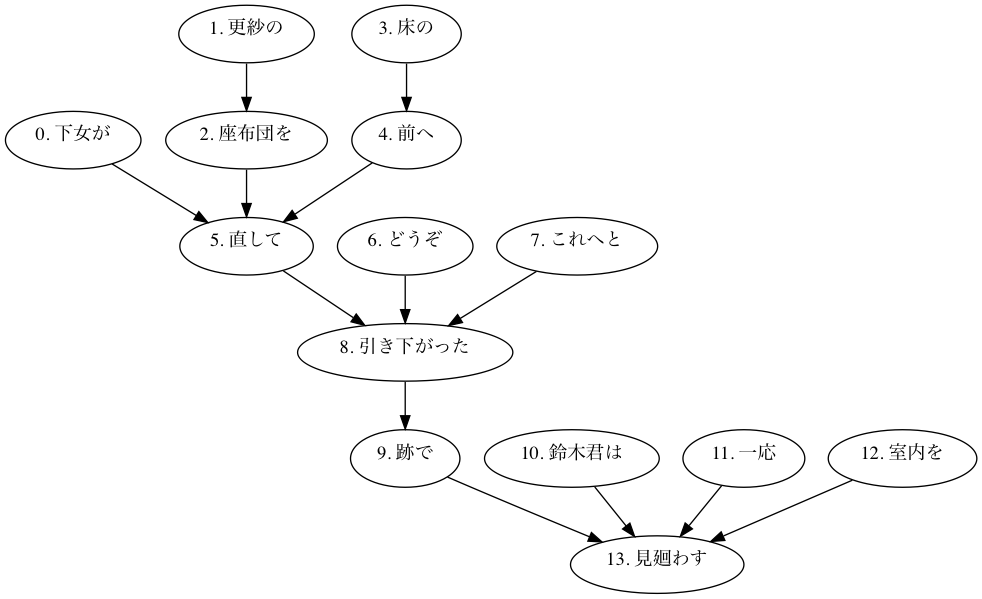 1. 更紗の
3. 床の
0. 下女が
2. 座布団を
4. 前へ
5. 直して
6. どうぞ
7. これへと
8. 引き下がった
9. 跡で
10. 鈴木君は
11. 一応
12. 室内を
13. 見廻わす